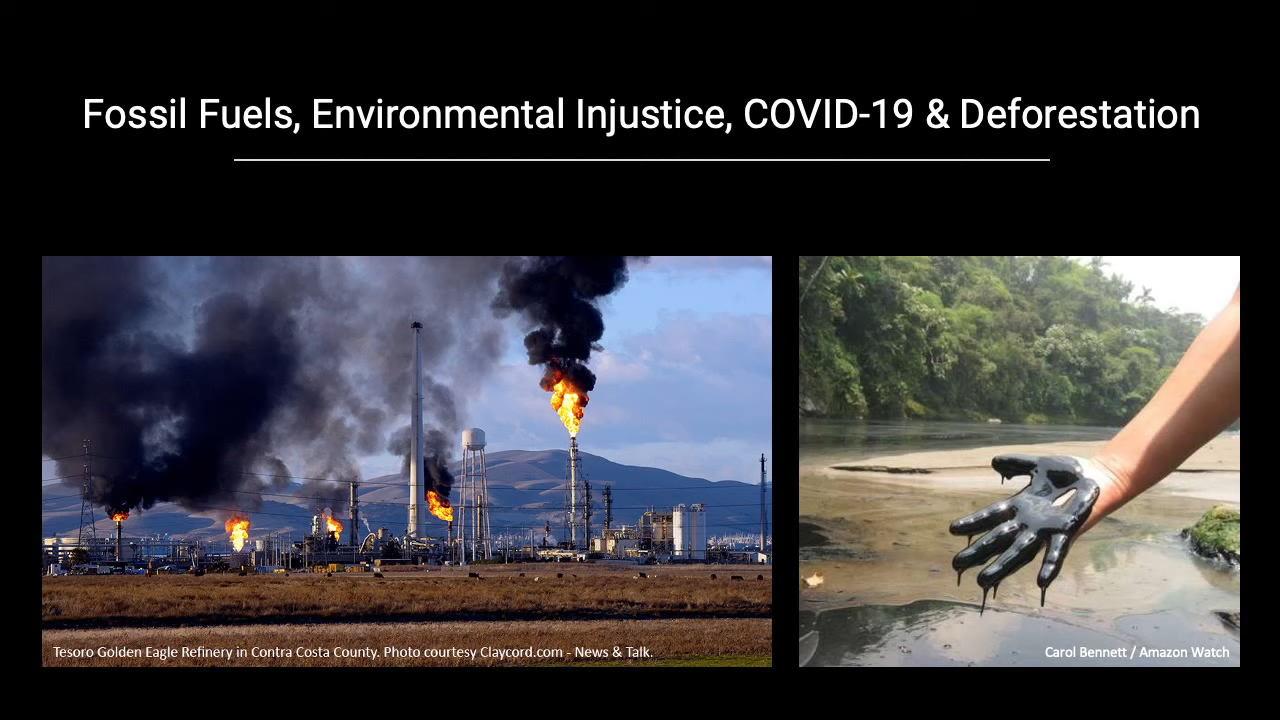 Fossil Fuels, Environmental Injustice, COVID-19 & Deforestation
Tesoro Golden Eagle Refinery in Contra Costa County. Photo courtesy Claycord.com - News & Talk.
Carol Bennett / Amazon Watch